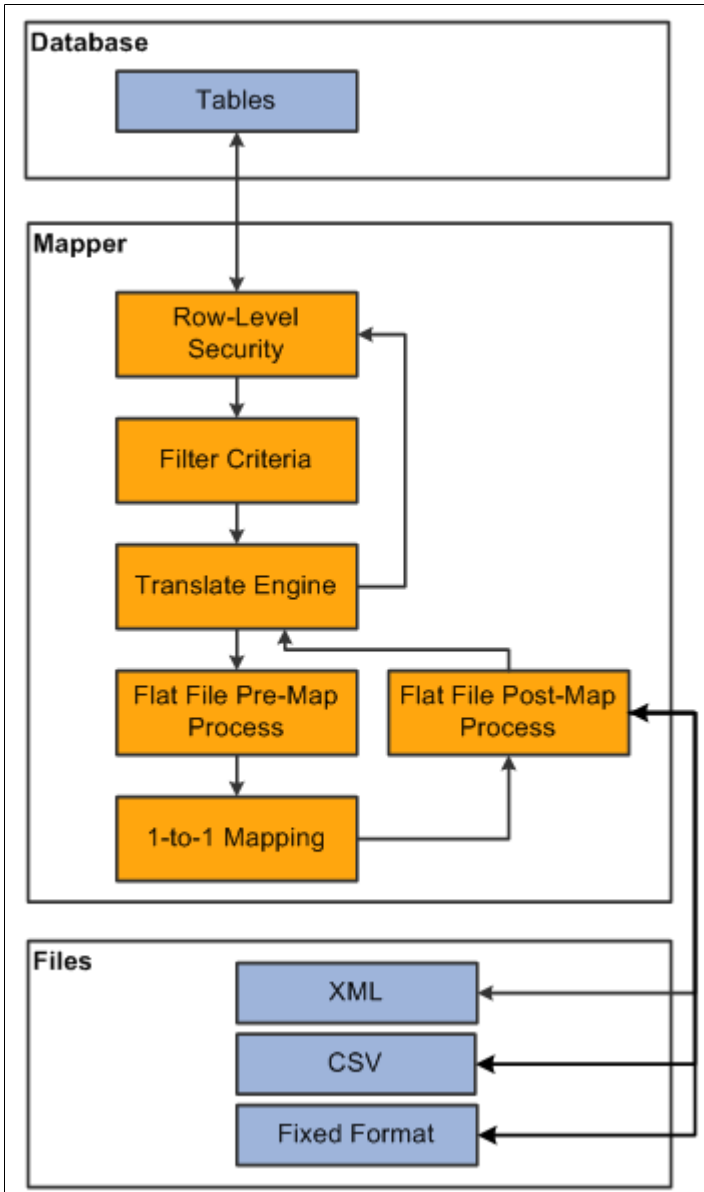 Database
Tables
Mapper
Row-Level
Security
Filter Criteria
Translate Engine
Flat File Pre-Map
Process
Flat File Post-Map
Process
1-to-1 Mapping
Files
XML
CSV
Fixed Format